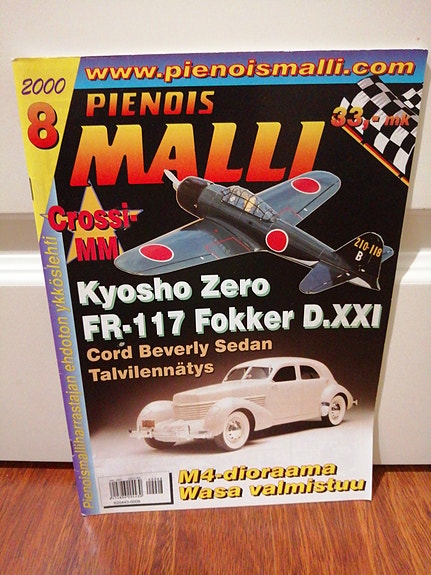 www.pienoismalli.com
2000
8
PIENOIS
MALLI
33,- mk
Crossi-
MM
210-118
B
Kyosho Zero
FR-117 Fokker D.XXI
Cord Beverly Sedan
Talvilennätys
Pienoismalliharrastajan ehdoton ykköslehti
M4-dioraama
Wasa valmistuu